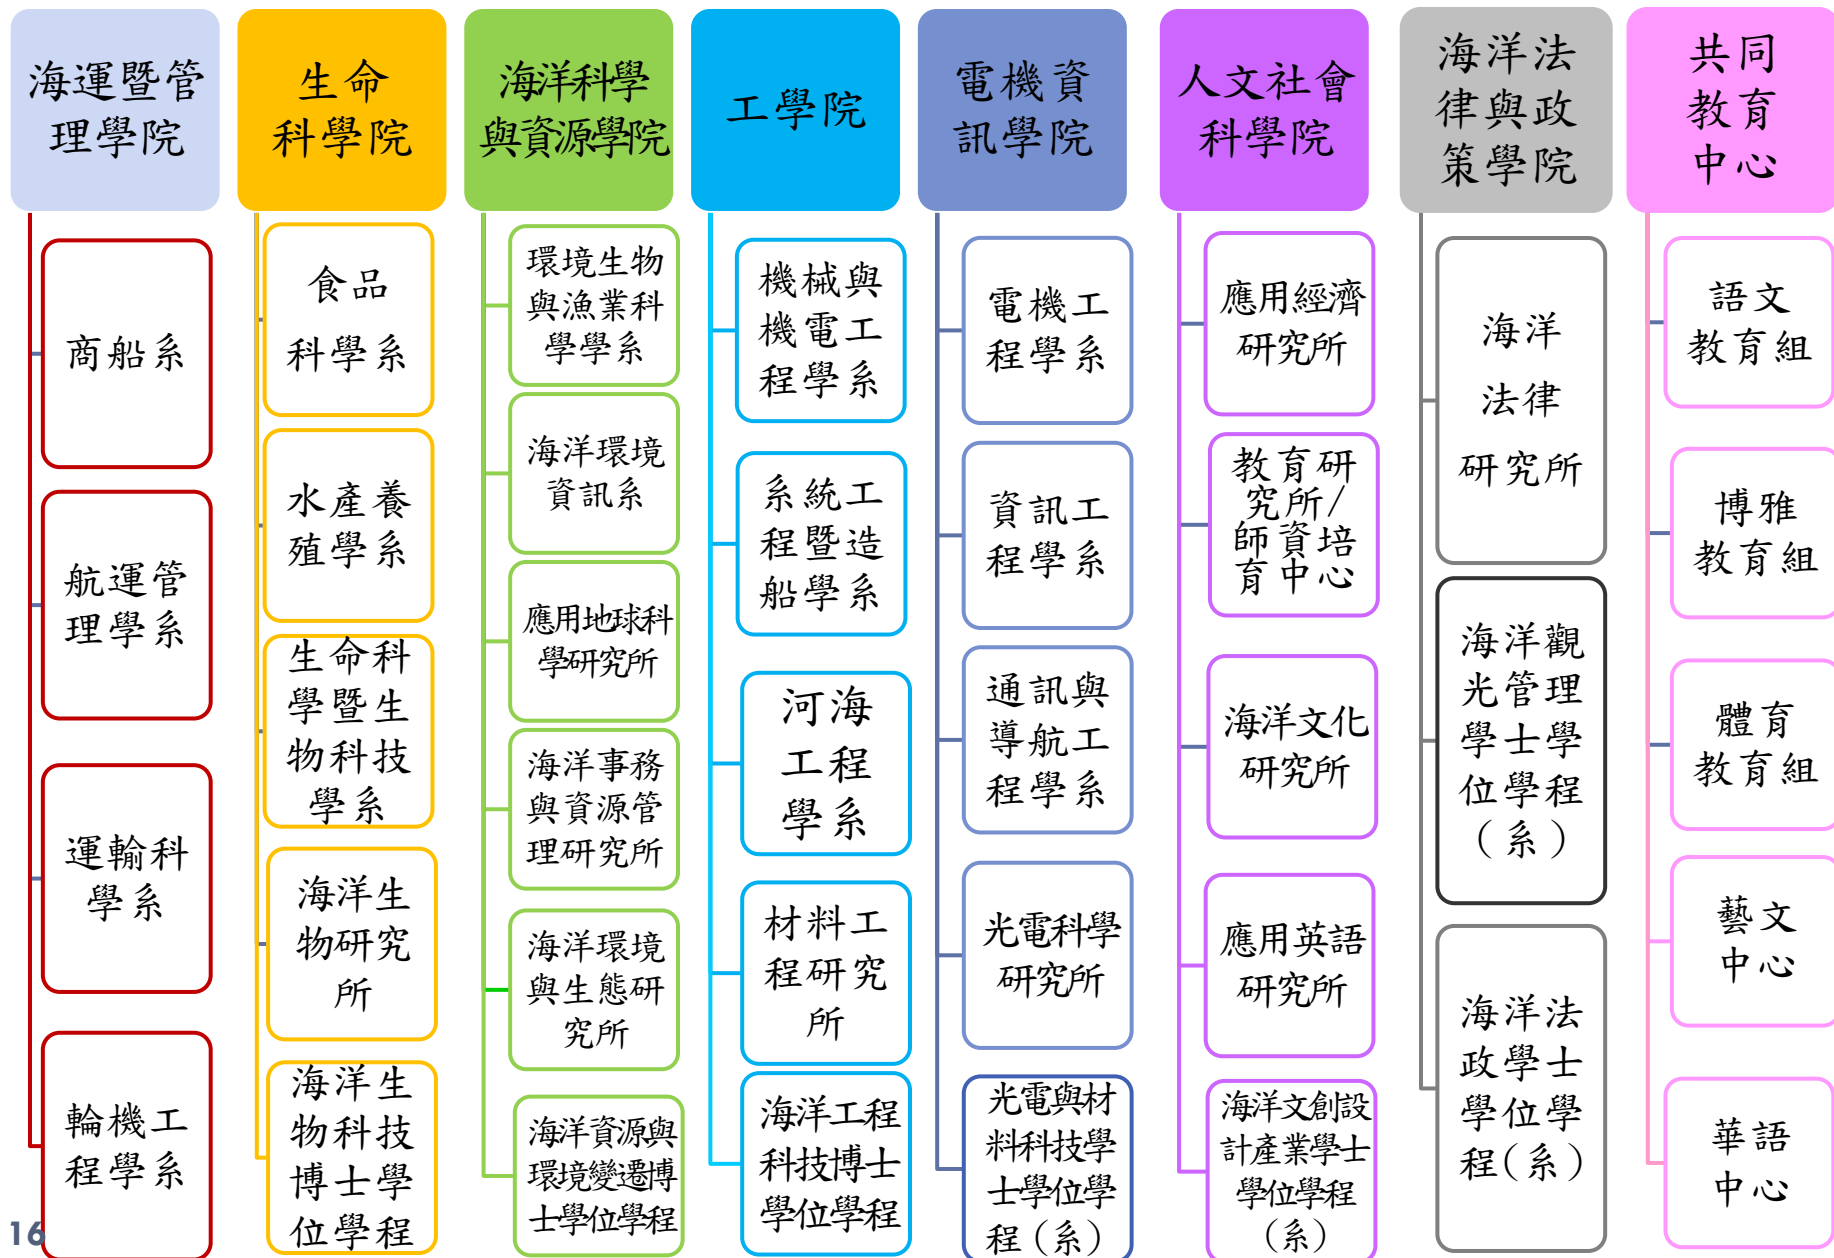 海運暨管
理學院
商船系
航運管
理學系
運輸科
學系
輪機工
程學系
生命
科學院
食品
科學系
水產養
殖學系
生命科
學暨生
物科技
學系
海洋生
物研究
所
海洋生
物科技
博士學
位學程
海洋科學
與資源學院
環境生物
與漁業科
學學系
海洋環境
資訊系
應用地球科
學研究所
海洋事務
與資源管
理研究所
海洋環境
與生態研
究所
海洋資源與
環境變遷博
士學位學程
工學院
機械與
機電工
程學系
系統工
程暨造
船學系
河海
工程
學系
材料工
程研究
所
海洋工程
科技博士
學位學程
電機資
訊學院
電機工
程學系
資訊工
程學系
通訊與
導航工
程學系
光電科學
研究所
光電與材
料科技學
士學位學
程(系)
人文社會
科學院
應用經濟
研究所
教育研
究所/
師資培
育中心
海洋文化
研究所
應用英語
研究所
海洋文創設
計產業學士
學位學程
(系)
海洋法
律與政
策學院
海洋
法律
研究所
海洋觀
光管理
學士學
位學程
(系)
海洋法
政學士
學位學
程(系)
共同
教育
中心
語文
教育組
博雅
教育組
體育
教育組
藝文
中心
華語
中心
16